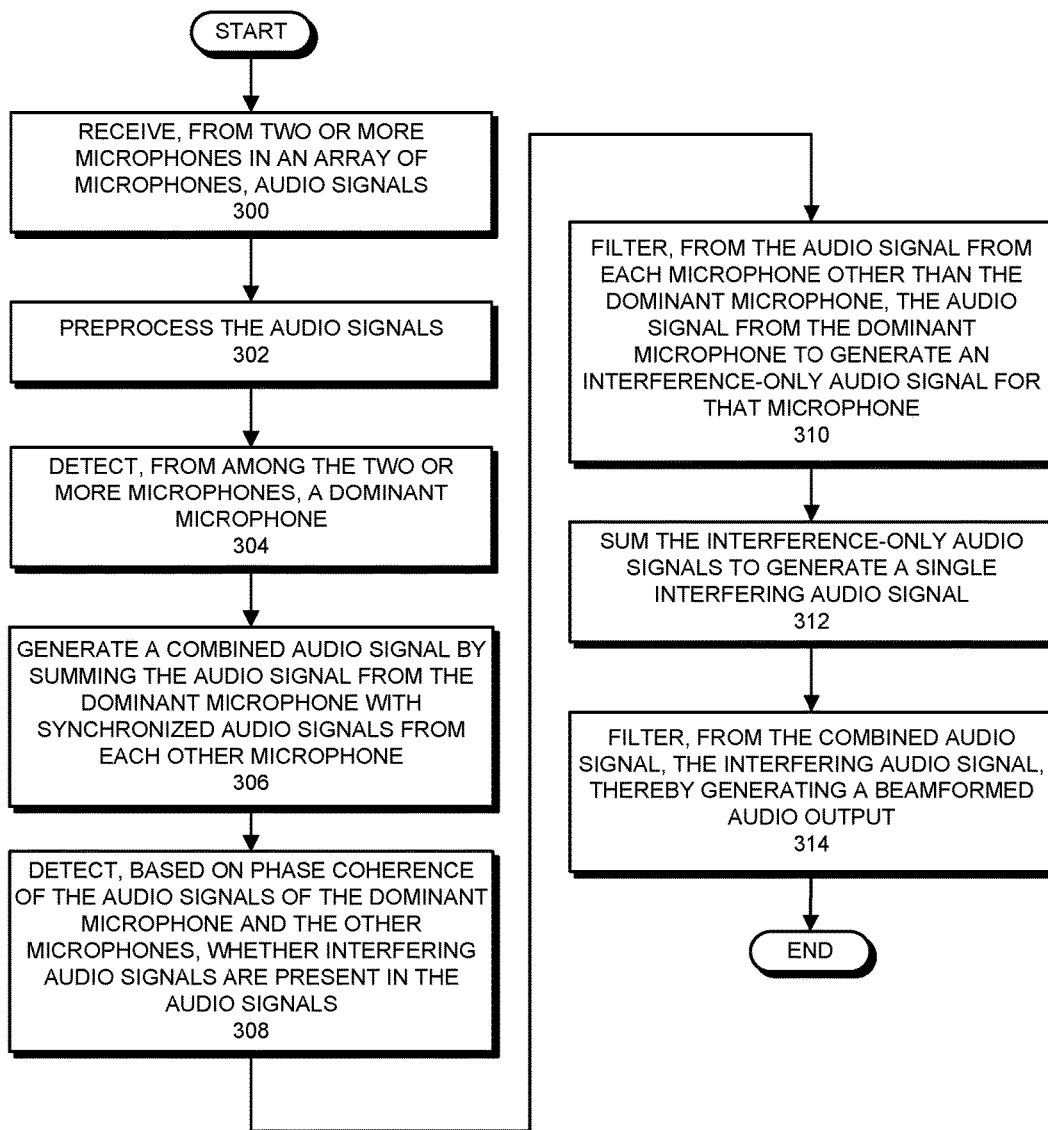 START
RECEIVE, FROM TWO OR MORE
MICROPHONES IN AN ARRAY OF
MICROPHONES, AUDIO SIGNALS
300
PREPROCESS THE AUDIO SIGNALS
302
DETECT, FROM AMONG THE TWO OR
MORE MICROPHONES, A DOMINANT
MICROPHONE
304
GENERATE A COMBINED AUDIO SIGNAL BY
SUMMING THE AUDIO SIGNAL FROM THE
DOMINANT MICROPHONE WITH
SYNCHRONIZED AUDIO SIGNALS FROM
EACH OTHER MICROPHONE
306
DETECT, BASED ON PHASE COHERENCE
OF THE AUDIO SIGNALS OF THE DOMINANT
MICROPHONE AND THE OTHER
MICROPHONES, WHETHER INTERFERING
AUDIO SIGNALS ARE PRESENT IN THE
AUDIO SIGNALS
308
FILTER, FROM THE AUDIO SIGNAL FROM
EACH MICROPHONE OTHER THAN THE
DOMINANT MICROPHONE, THE AUDIO
SIGNAL FROM THE DOMINANT
MICROPHONE TO GENERATE AN
INTERFERENCE-ONLY AUDIO SIGNAL FOR
THAT MICROPHONE
310
SUM THE INTERFERENCE-ONLY AUDIO
SIGNALS TO GENERATE A SINGLE
INTERFERING AUDIO SIGNAL
312
FILTER, FROM THE COMBINED AUDIO
SIGNAL, THE INTERFERING AUDIO SIGNAL,
THEREBY GENERATING A BEAMFORMED
AUDIO OUTPUT
314
END